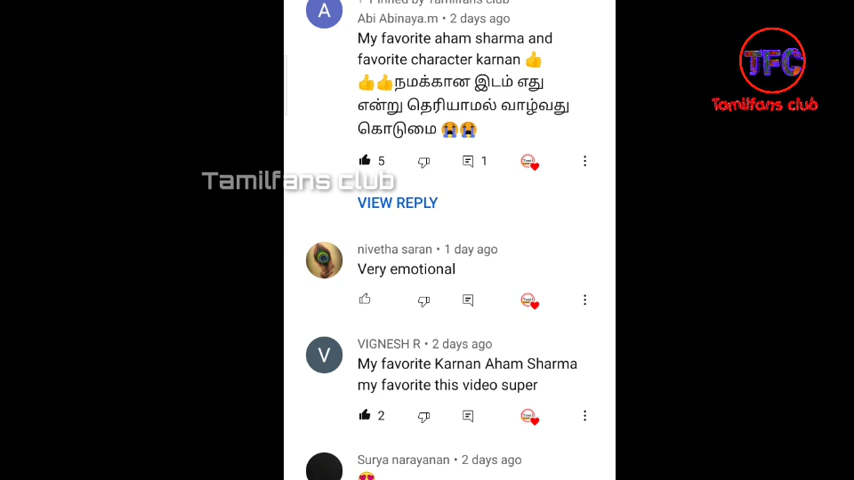 Pinned by Tamilfans club
Abi Abinaya.m • 2 days ago
My favorite aham sharma and
favorite character karnan 👍
👍👍நமக்கான இடம் எது
என்று தெரியாமல் வாழ்வது
கொடுமை 😭😭
5
1
VIEW REPLY
nivetha saran • 1 day ago
Very emotional
VIGNESH R • 2 days ago
My favorite Karnan Aham Sharma
my favorite this video super
2
Surya narayanan • 2 days ago
😍
A
V
TFC
Tamilfans club
Tamilfans club